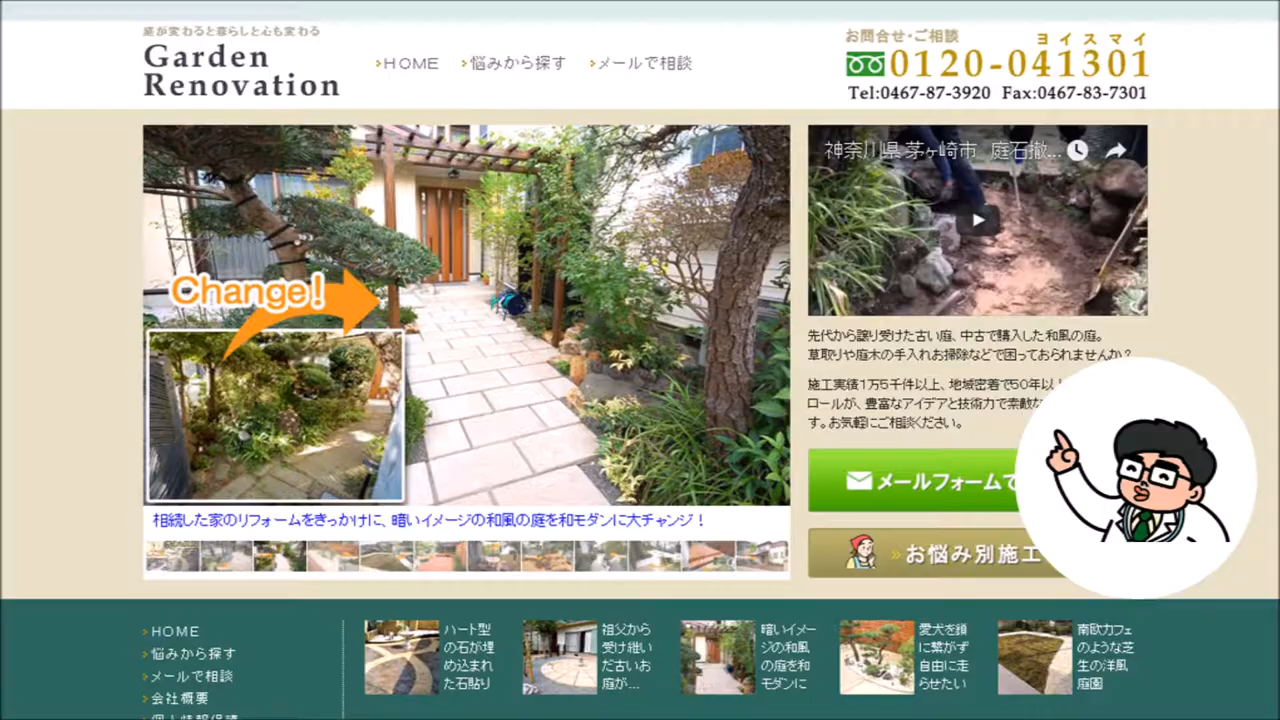 庭が変わると暮らしと心も変わる
Garden
Renovation
HOME
悩みから探す
メールで相談
お問合せ・ご相談
ヨイスマイ
0120-041301
Tel:0467-87-3920 Fax:0467-83-7301
Change!
神奈川県 茅ヶ崎市 庭石撤...
先代から譲り受けた古い庭、中古で購入した和風の庭。
草取りや庭木の手入れお掃除などで困っておられませんか?
施工実績1万5千件以上、地域密着で50年以
ロールが、豊富なアイデアと技術力で素敵な
す。お気軽にご相談ください。
メールフォームで
» お悩み別施工
相続した家のリフォームをきっかけに、暗いイメージの和風の庭を和モダンに大チャンジ!
HOME
悩みから探す
メールで相談
会社概要
個人情報保護
ハート型
の石が埋
め込まれ
た石貼り
祖父から
受け継い
だ古いお
庭が...
暗いイメー
ジの和風
の庭を和
モダンに
愛犬を鎖
に繋がず
自由に走
らせたい
南欧カフェ
のような芝
生の洋風
庭園